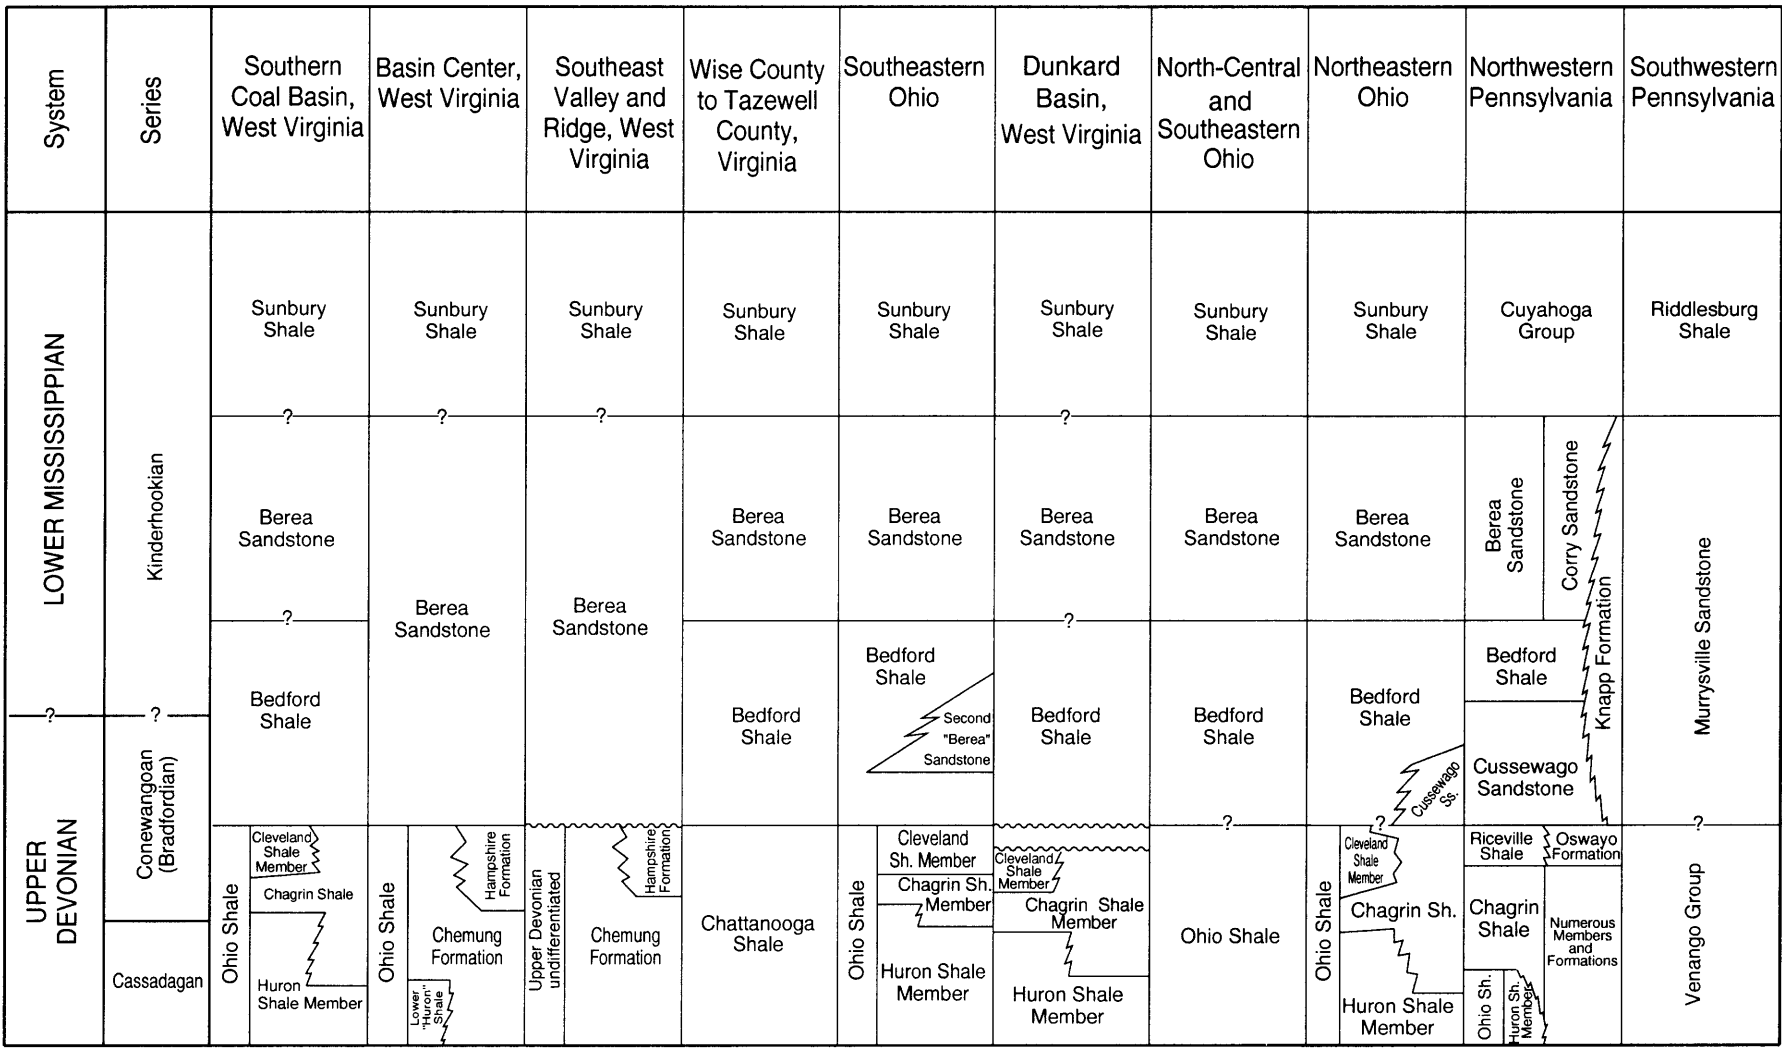 System
Series
Southern
Coal Basin,
West Virginia
Basin Center,
West Virginia
Southeast
Valley and
Ridge, West
Virginia
Wise County
to Tazewell
County,
Virginia
Southeastern
Ohio
Dunkard
Basin,
West Virginia
North-Central
and
Southeastern
Ohio
Northeastern
Ohio
Northwestern
Pennsylvania
Southwestern
Pennsylvania
LOWER MISSISSIPPIAN
?
UPPER
DEVONIAN
Kinderhookian
?
Conewangoan
(Bradfordian)
Cassadagan
Sunbury
Shale
?
Berea
Sandstone
?
Bedford
Shale
Ohio Shale
Cleveland
Shale
Member
Chagrin Shale
Huron
Shale Member
Sunbury
Shale
?
Berea
Sandstone
Ohio Shale
Hampshire
Formation
Chemung
Formation
Lower
"Huron"
Shale
Sunbury
Shale
?
Berea
Sandstone
Upper Devonian
undifferentiated
Hampshire
Formation
Chemung
Formation
Sunbury
Shale
Berea
Sandstone
Bedford
Shale
Chattanooga
Shale
Sunbury
Shale
Berea
Sandstone
Bedford
Shale
Second
"Berea"
Sandstone
Ohio Shale
Cleveland
Sh. Member
Chagrin Sh.
Member
Huron Shale
Member
Sunbury
Shale
?
Berea
Sandstone
?
Bedford
Shale
Cleveland
Shale
Member
Chagrin Shale
Member
Huron Shale
Member
Sunbury
Shale
Berea
Sandstone
Bedford
Shale
?
Ohio Shale
Sunbury
Shale
Berea
Sandstone
Bedford
Shale
Cussewago
Ss.
?
Ohio Shale
Cleveland
Shale
Member
Chagrin Sh.
Huron Shale
Member
Cuyahoga
Group
Berea
Sandstone
Corry Sandstone
Knapp Formation
Bedford
Shale
Cussewago
Sandstone
Riceville
Shale
Oswayo
Formation
Chagrin
Shale
Numerous
Members
and
Formations
Ohio Sh.
Huron Sh.
Member
Riddlesburg
Shale
Murrysville Sandstone
?
Venango Group